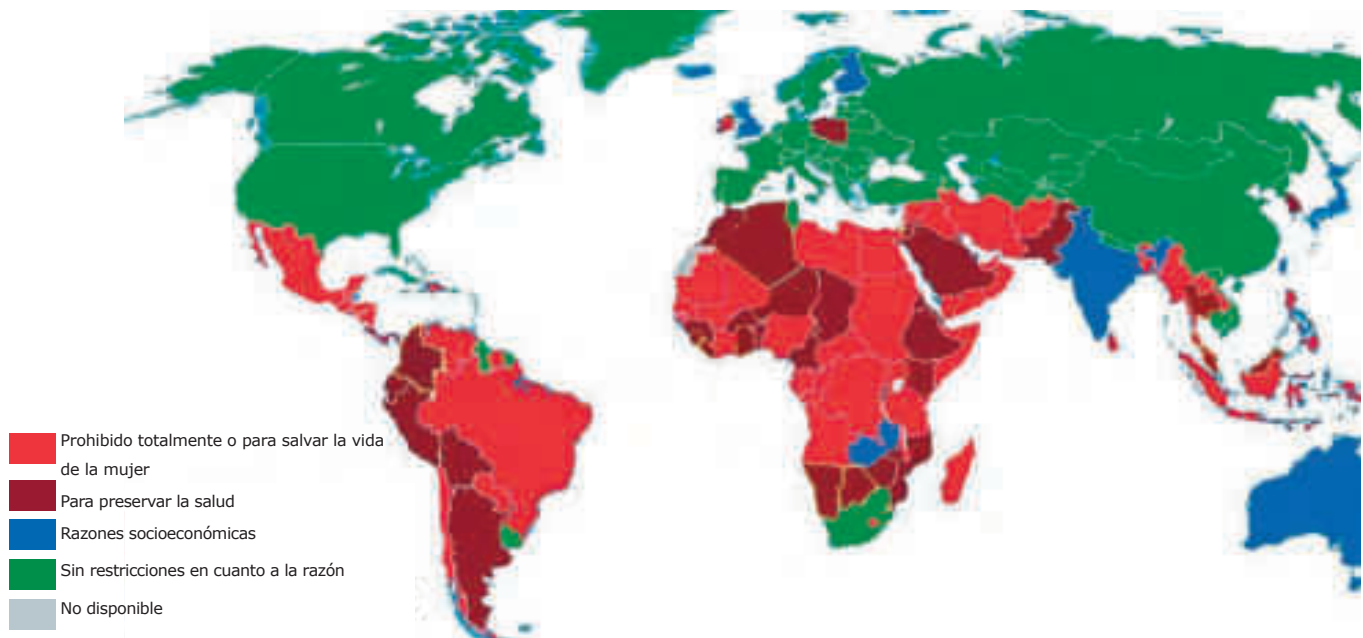 Prohibido totalmente o para salvar la vida
de la mujer
Para preservar la salud
Razones socioeconómicas
Sin restricciones en cuanto a la razón
No disponible